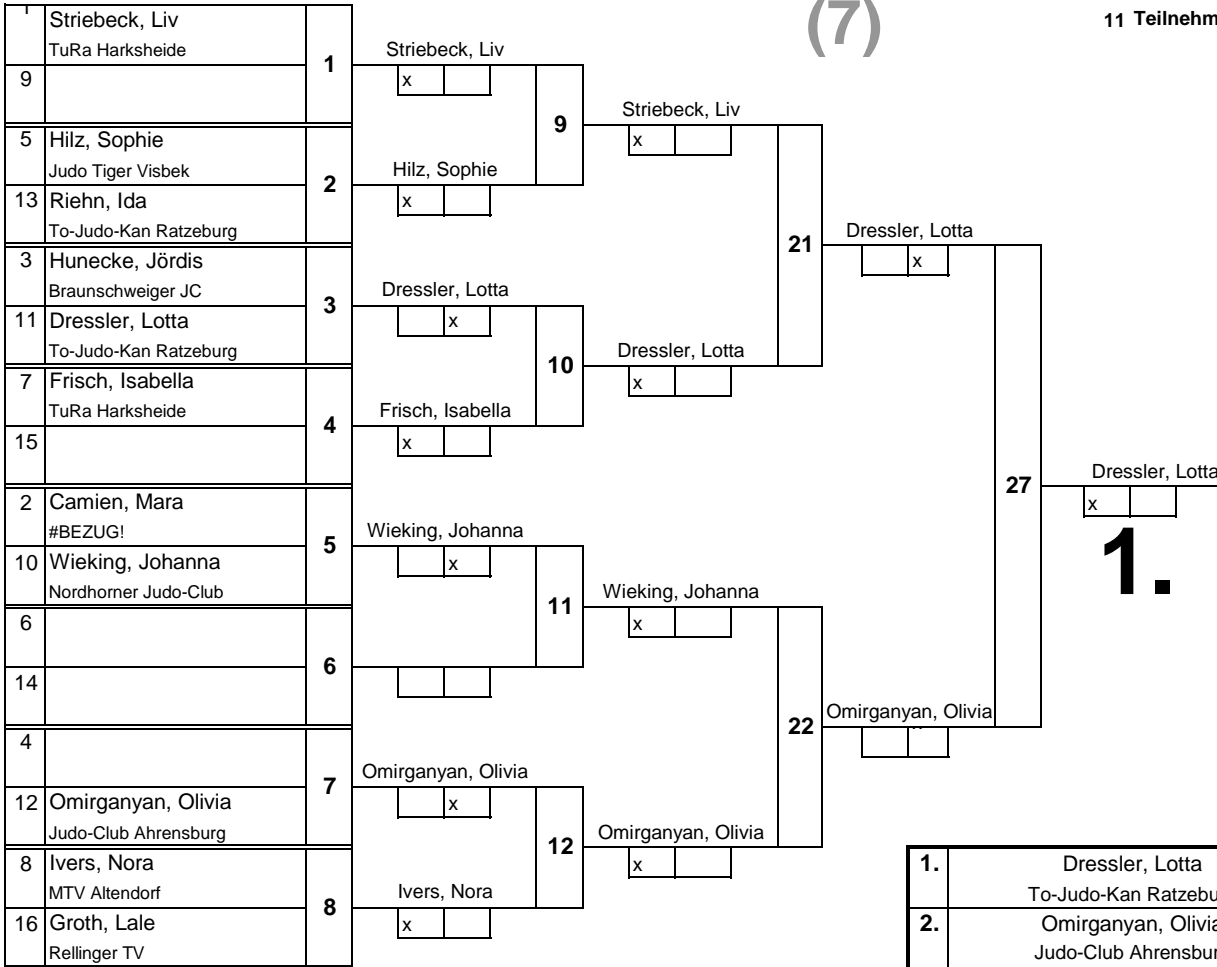 (7)
11 Teilnehm
1 Striebeck, Liv
TuRa Harksheide
1
9
5 Hilz, Sophie
Judo Tiger Visbek
2
13 Riehn, Ida
To-Judo-Kan Ratzeburg
3 Hunecke, Jördis
Braunschweiger JC
3
11 Dressler, Lotta
To-Judo-Kan Ratzeburg
7 Frisch, Isabella
TuRa Harksheide
4
15
2 Camien, Mara
#BEZUG!
5
10 Wieking, Johanna
Nordhorner Judo-Club
6
6
14
4
7
12 Omirganyan, Olivia
Judo-Club Ahrensburg
8 Ivers, Nora
MTV Altendorf
8
16 Groth, Lale
Rellinger TV
Striebeck, Liv
x
9
Hilz, Sophie
x
Dressler, Lotta
x
10
Frisch, Isabella
x
Wieking, Johanna
x
11
Omirganyan, Olivia
x
12
Ivers, Nora
x
Striebeck, Liv
x
21
Dressler, Lotta
x
Wieking, Johanna
x
22
Omirganyan, Olivia
x
Dressler, Lotta
x
27
Omirganyan, Olivia
Dressler, Lotta
x
1.
1. Dressler, Lotta
To-Judo-Kan Ratzebu
2. Omirganyan, Olivia
Judo-Club Ahrensbur